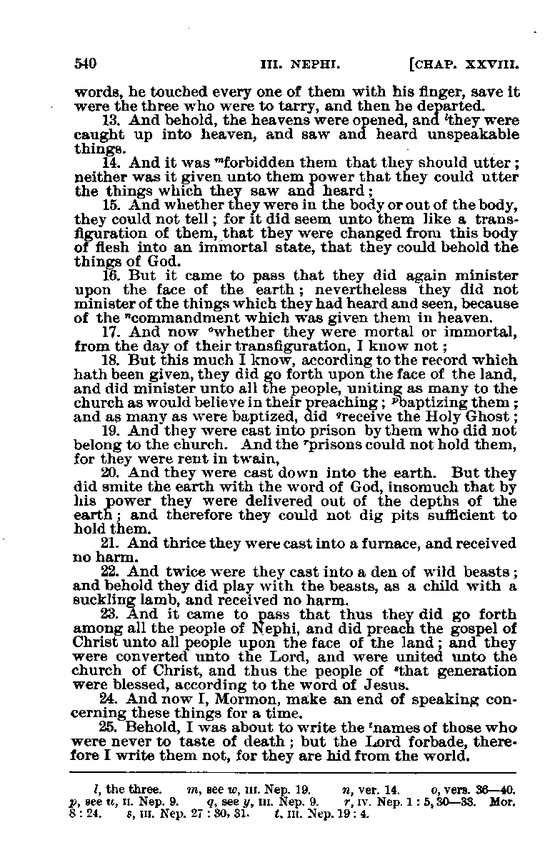 540 III. NEPHI. [CHAP. XXVIII.
words, he touched every one of them with his finger, save it
were the three who were to tarry, and then he departed.
13. And behold, the heavens were opened, and ˡthey were
caught up into heaven, and saw and heard unspeakable
things.
14. And it was ᵐforbidden them that they should utter;
neither was it given unto them power that they could utter
the things which they saw and heard;
15. And whether they were in the body or out of the body,
they could not tell; for it did seem unto them like a trans-
figuration of them, that they were changed from this body
of flesh into an immortal state, that they could behold the
things of God.
16. But it came to pass that they did again minister
upon the face of the earth; nevertheless they did not
minister of the things which they had heard and seen, because
of the ⁿcommandment which was given them in heaven.
17. And now ᵒwhether they were mortal or immortal,
from the day of their transfiguration, I know not;
18. But this much I know, according to the record which
hath been given, they did go forth upon the face of the land,
and did minister unto all the people, uniting as many to the
church as would believe in their preaching; ᵖbaptizing them;
and as many as were baptized, did qreceive the Holy Ghost;
19. And they were cast into prison by them who did not
belong to the church. And the ʳprisons could not hold them,
for they were rent in twain,
20. And they were cast down into the earth. But they
did smite the earth with the word of God, insomuch that by
his power they were delivered out of the depths of the
earth; and therefore they could not dig pits sufficient to
hold them.
21. And thrice they were cast into a furnace, and received
no harm.
22. And twice were they cast into a den of wild beasts;
and behold they did play with the beasts, as a child with a
suckling lamb, and received no harm.
23. And it came to pass that thus they did go forth
among all the people of Nephi, and did preach the gospel of
Christ unto all people upon the face of the land; and they
were converted unto the Lord, and were united unto the
church of Christ, and thus the people of ˢthat generation
were blessed, according to the word of Jesus.
24. And now I, Mormon, make an end of speaking con-
cerning these things for a time.
25. Behold, I was about to write the ᵗnames of those who
were never to taste of death; but the Lord forbade, there-
fore I write them not, for they are hid from the world.
l, the three. m, see w, III. Nep. 19. n, ver. 14. o, vers. 36—40.
p, see u, II. Nep. 9. q, see y, III. Nep. 9. r, IV. Nep. 1:5, 30—33. Mor.
8:24. s, III. Nep. 27:30, 31. t, III. Nep. 19:4.